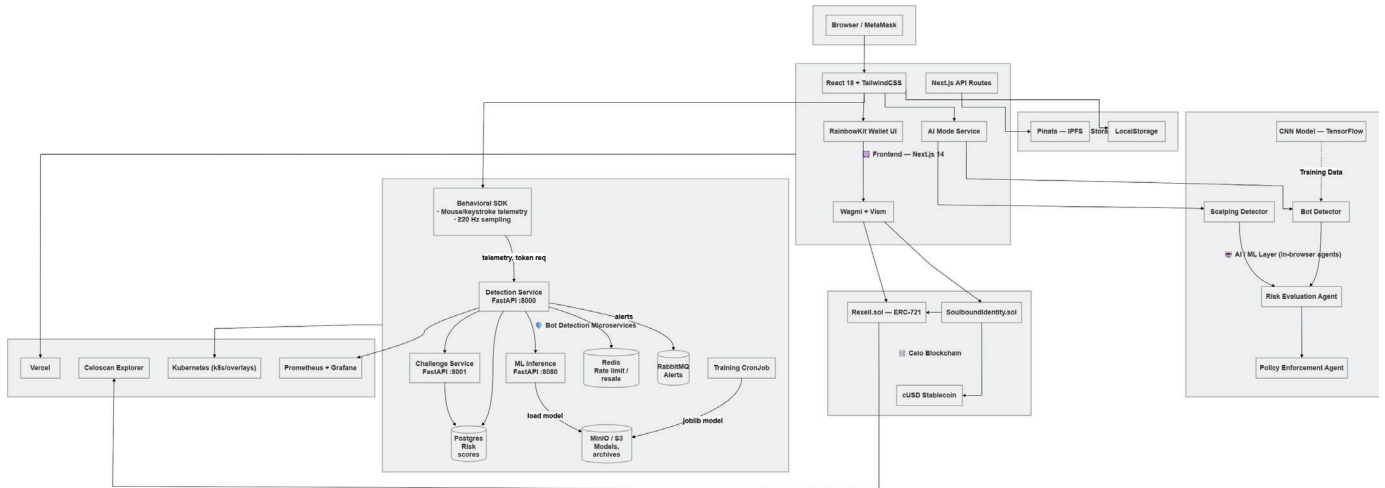 Browser / MetaMask
React 18 + TailwindCSS
Next.js API Routes
RainbowKit Wallet UI
AI Mode Service
Frontend — Next.js 14
Wagmi + Viem
Pinata — IPFS
Stora
LocalStorage
CNN Model — TensorFlow
Training Data
Scalping Detector
Bot Detector
AI / ML Layer (in-browser agents)
Risk Evaluation Agent
Policy Enforcement Agent
Behavioral SDK
- Mouse/keystroke telemetry
- ≥20 Hz sampling
telemetry, token req
Detection Service
FastAPI :8000
alerts
Bot Detection Microservices
Challenge Service
FastAPI :8001
ML Inference
FastAPI :8080
Redis
Rate limit /
resale
RabbitMQ
Alerts
Training CronJob
load model
joblib model
Postgres
Risk
scores
MinIO / S3
Models,
archives
Vercel
Celoscan Explorer
Kubernetes (k8s/overlays)
Prometheus + Grafana
Rexell.sol — ERC-721
SoulboundIdentity.sol
Celo Blockchain
cUSD Stablecoin